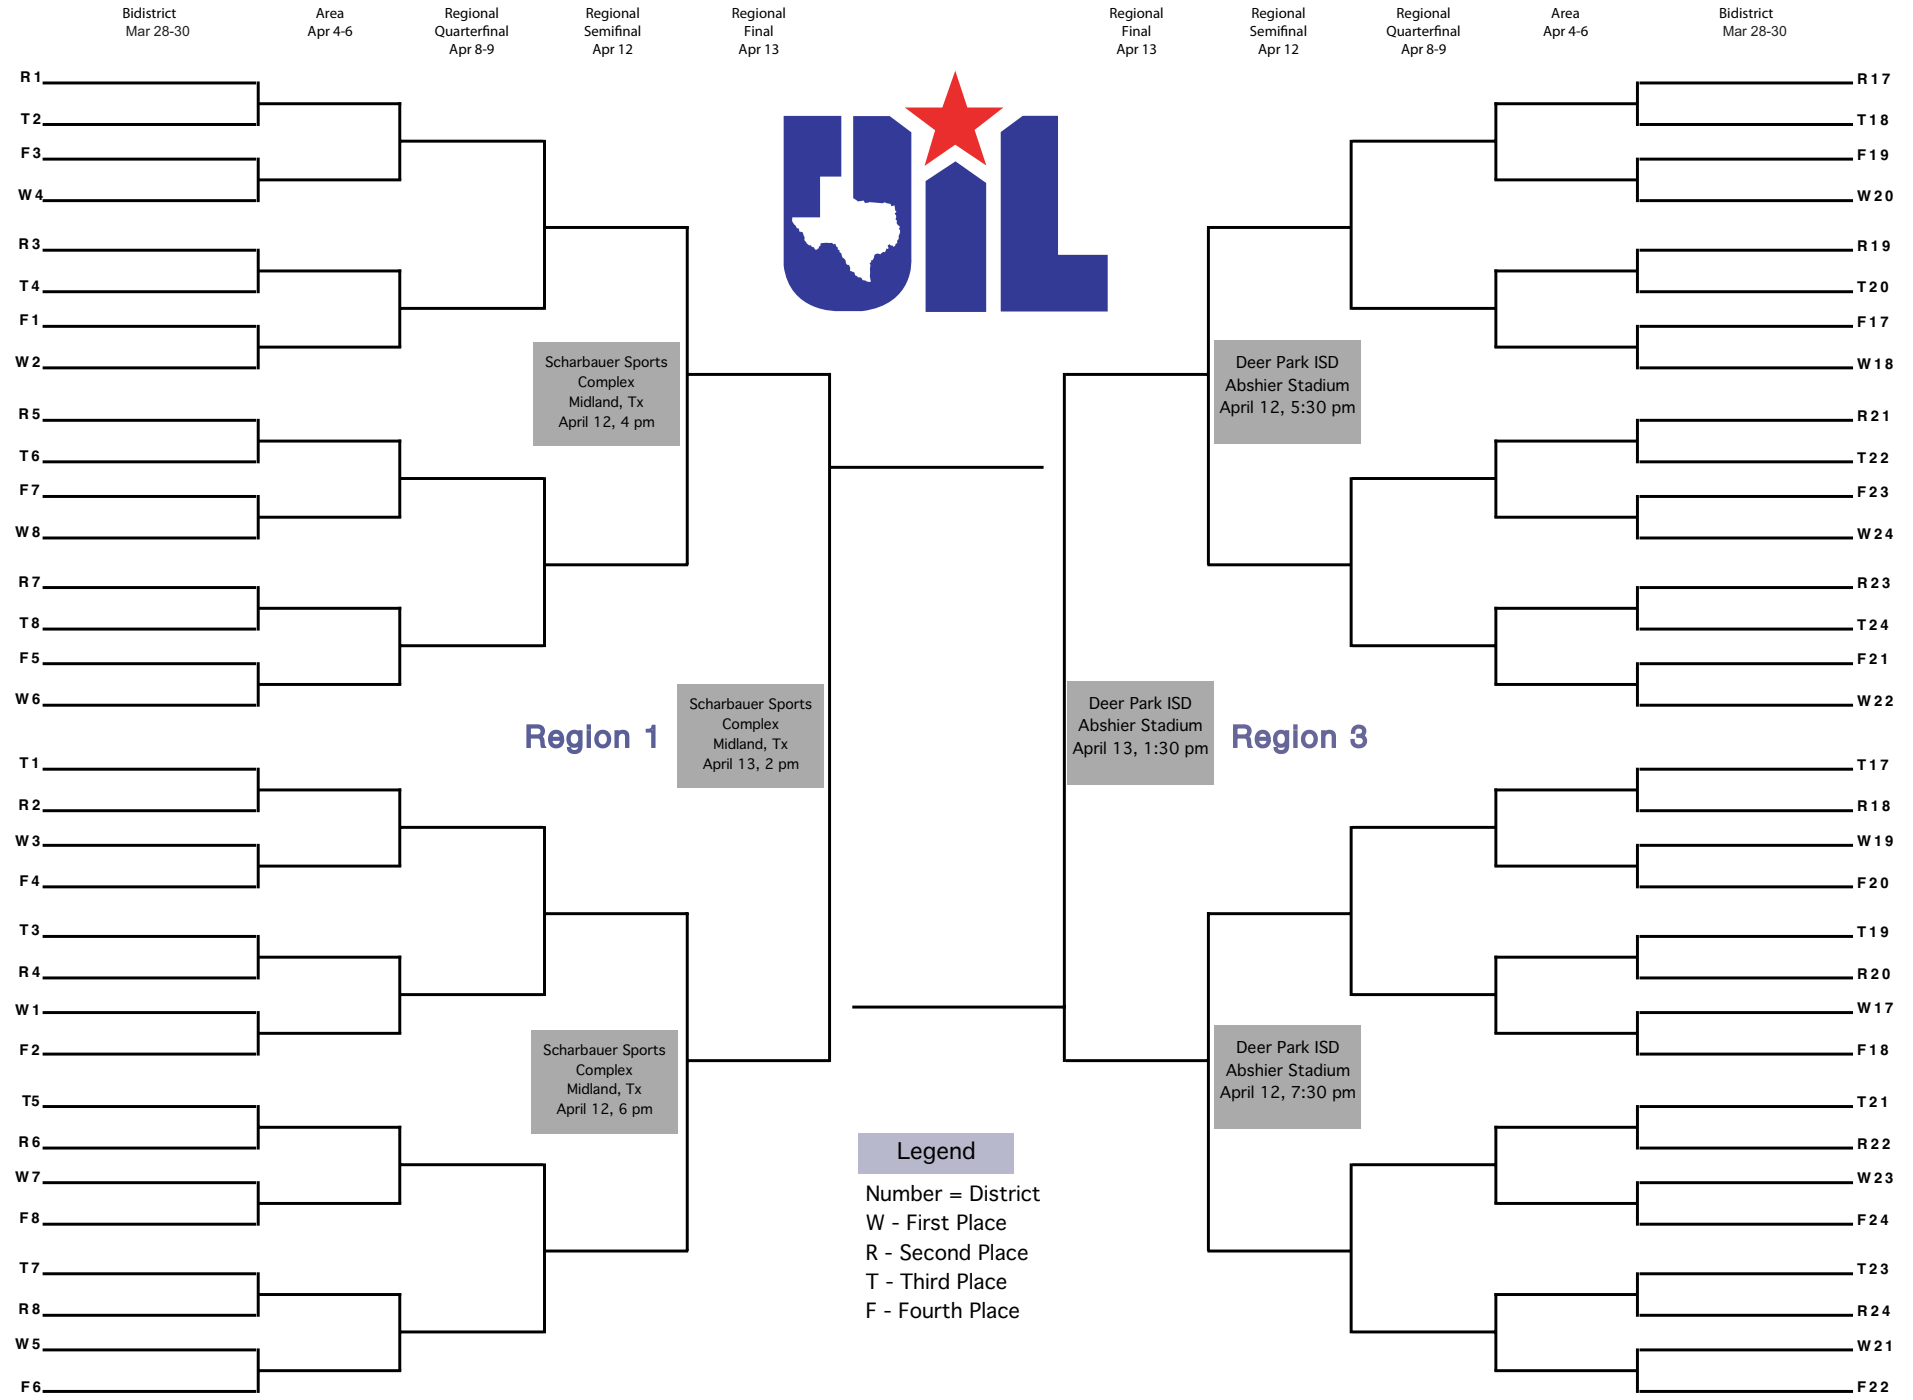 Bidistrict
Mar 28-30
Area
Apr 4-6
Regional
Quarterfinal
Apr 8-9
Regional
Semifinal
Apr 12
Regional
Final
Apr 13
Regional
Final
Apr 13
Regional
Semifinal
Apr 12
Regional
Quarterfinal
Apr 8-9
Area
Apr 4-6
Bidistrict
Mar 28-30
UIL
R 1
T 2
F 3
W 4
R 3
T 4
F 1
W 2
R 5
T 6
F 7
W 8
R 7
T 8
F 5
W 6
T 1
R 2
W 3
F 4
T 3
R 4
W 1
F 2
T5
R 6
W 7
F 8
T 7
R 8
W 5
F 6
Scharbauer Sports
Complex
Midland, Tx
April 12, 4 pm
Region 1
Scharbauer Sports
Complex
Midland, Tx
April 13, 2 pm
Scharbauer Sports
Complex
Midland, Tx
April 12, 6 pm
Legend
Number = District
W - First Place
R - Second Place
T - Third Place
F - Fourth Place
Deer Park ISD
Abshier Stadium
April 12, 5:30 pm
Deer Park ISD
Abshier Stadium
April 13, 1:30 pm
Region 3
Deer Park ISD
Abshier Stadium
April 12, 7:30 pm
R 17
T 18
F 19
W 20
R 19
T 20
F 17
W 18
R 21
T 22
F 23
W 24
R 23
T 24
F 21
W 22
T 17
R 18
W 19
F 20
T 19
R 20
W 17
F 18
T 21
R 22
W 23
F 24
T 23
R 24
W 21
F 22